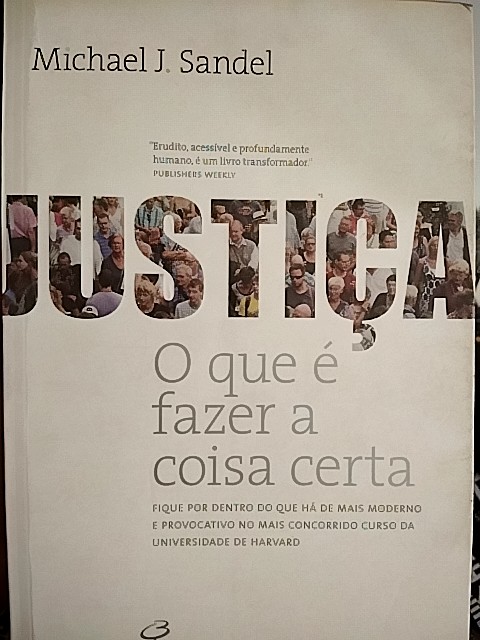 Michael J. Sandel
"Erudito, acessível e profundamente
humano, é um livro transformador."
PUBLISHERS WEEKLY
JUSTIÇA
O que é
fazer a
coisa certa
FIQUE POR DENTRO DO QUE HÁ DE MAIS MODERNO
E PROVOCATIVO NO MAIS CONCORRIDO CURSO DA
UNIVERSIDADE DE HARVARD